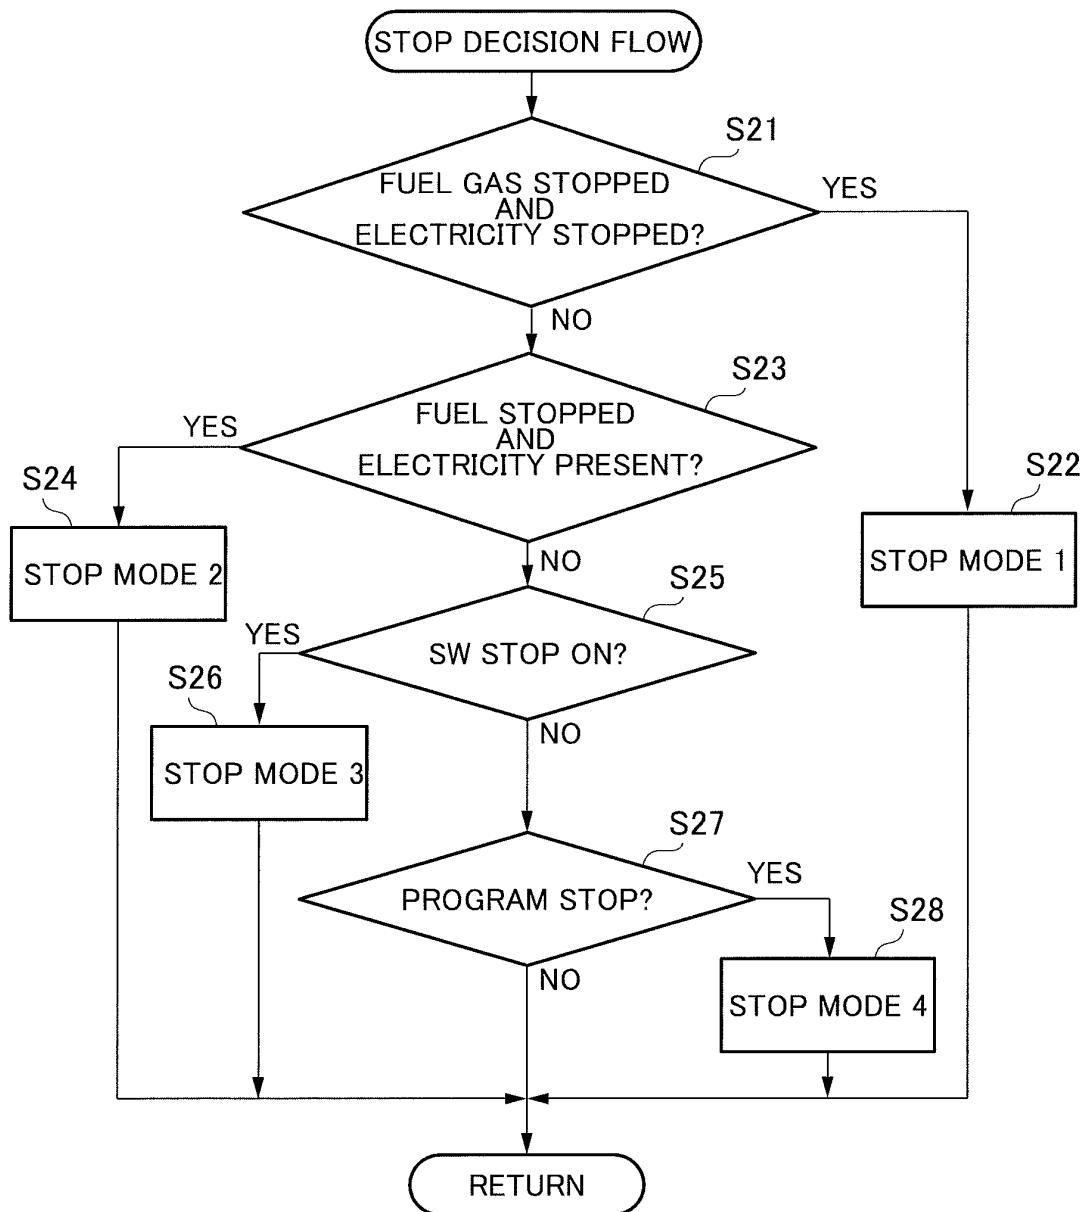 STOP DECISION FLOW
S21
FUEL GAS STOPPED
AND
ELECTRICITY STOPPED?
YES
NO
S23
FUEL STOPPED
AND
ELECTRICITY PRESENT?
YES
S24
STOP MODE 2
S22
STOP MODE 1
NO
S25
SW STOP ON?
YES
S26
STOP MODE 3
NO
S27
PROGRAM STOP?
YES
S28
STOP MODE 4
NO
RETURN